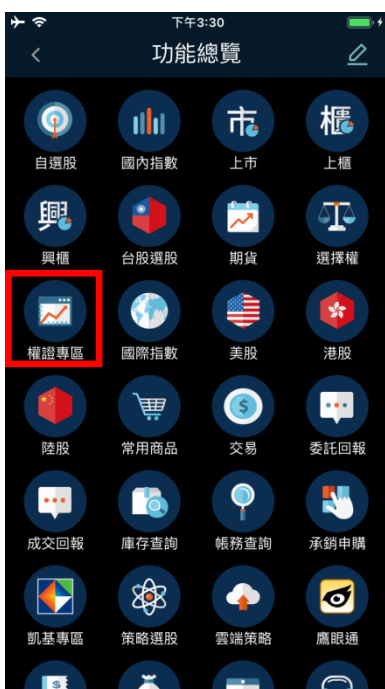 下午3:30
功能總覽
自選股 國內指數 上市 上櫃
市 櫃
興
興櫃 台股選股 期貨 選擇權
權證專區 國際指數 美股 港股
$
陸股 常用商品 交易 委託回報
成交回報 庫存查詢 帳務查詢 承銷申購
凱基專區 策略選股 雲端策略 鷹眼通
$